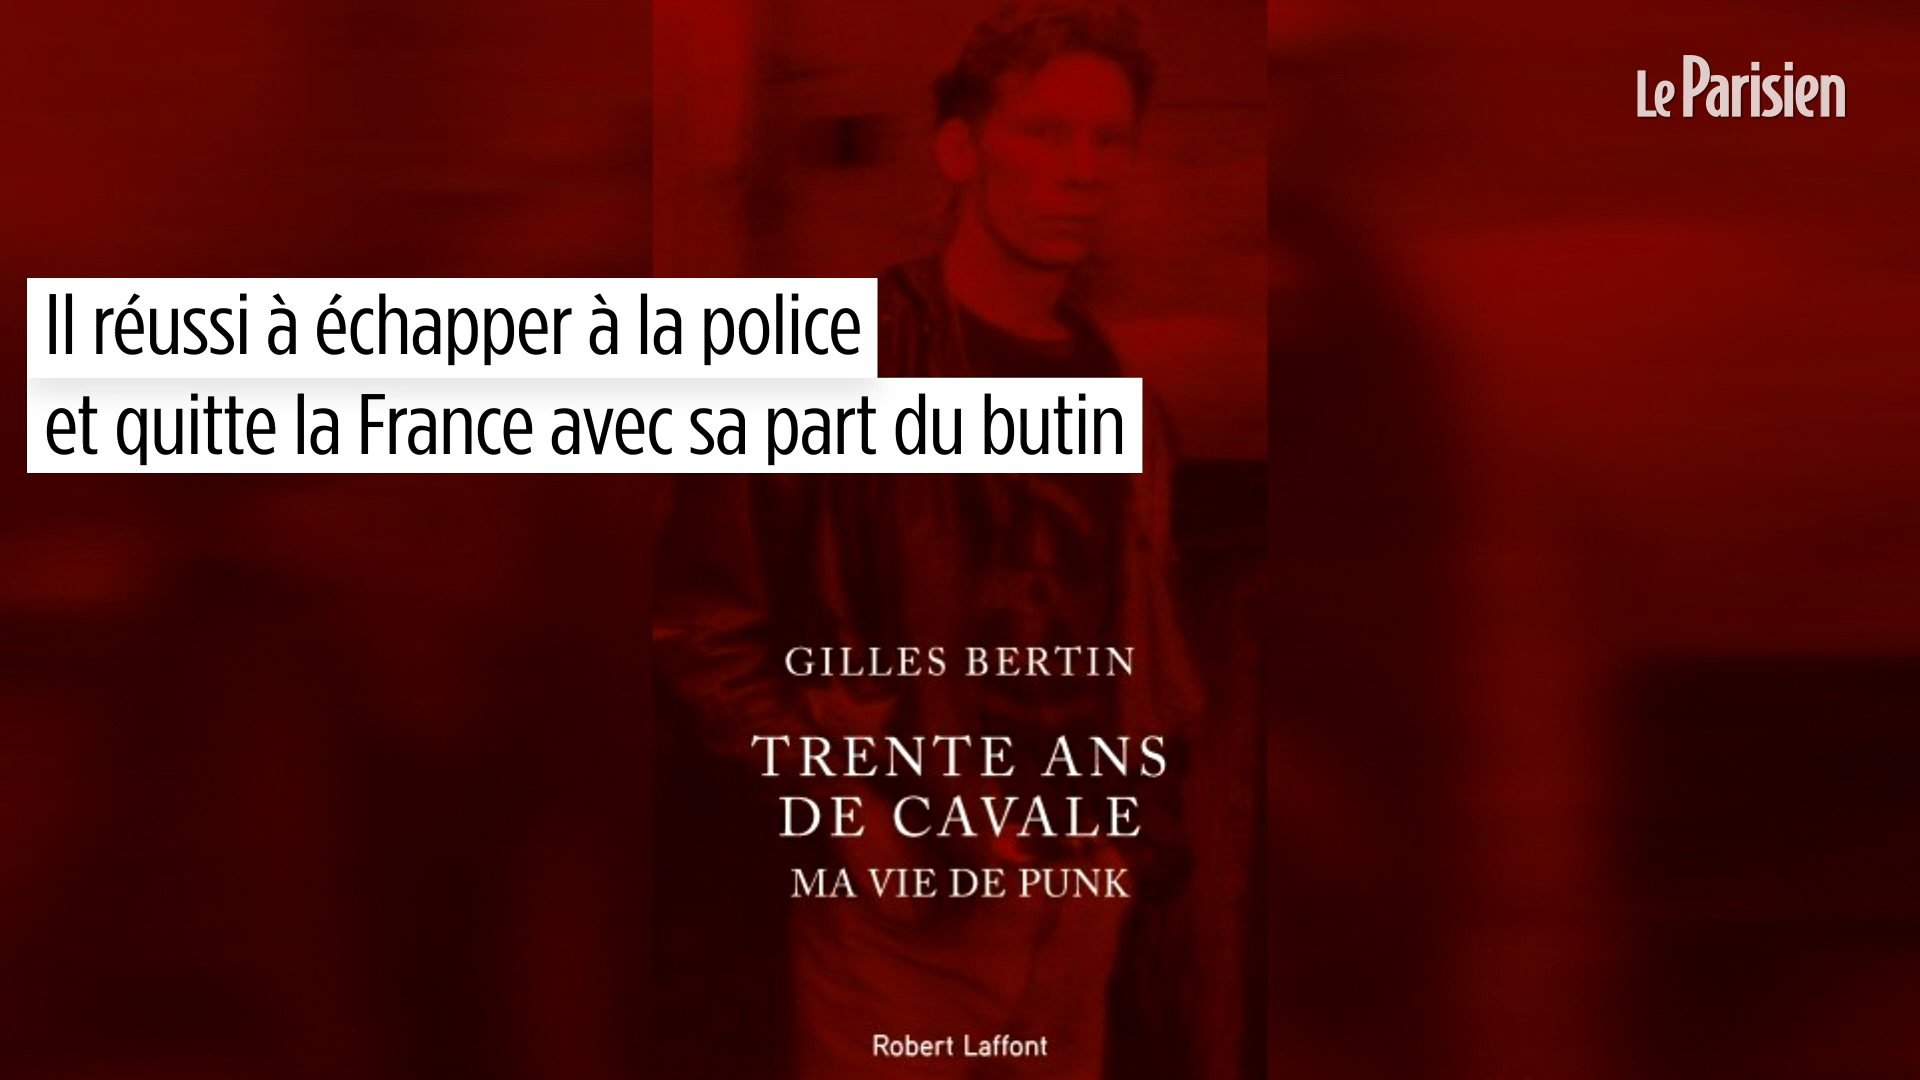 Le Parisien
Il réussi à échapper à la police
et quitte la France avec sa part du butin
GILLES BERTIN
TRENTE ANS
DE CAVALE
MA VIE DE PUNK
Robert Laffont